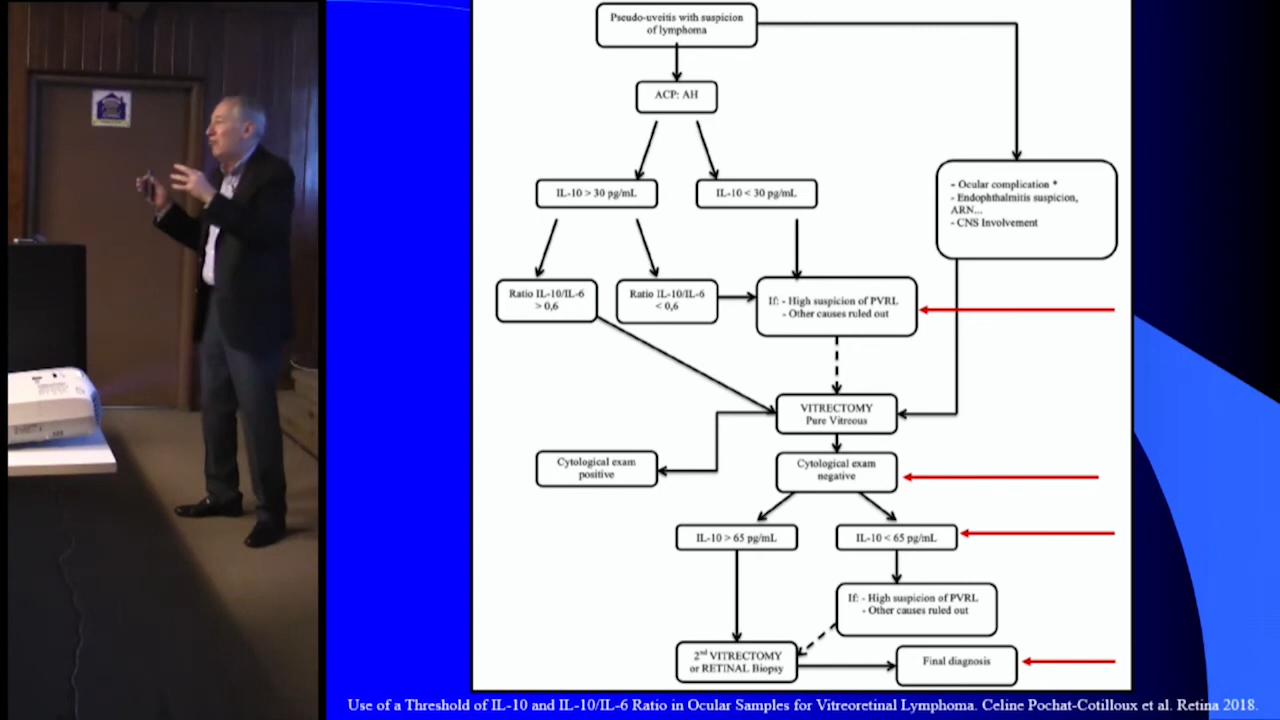 Pseudo-uveitis with suspicion
of lymphoma
ACP: AH
IL-10 > 30 pg/mL
IL-10 < 30 pg/mL
- Ocular complication *
- Endophthalmitis suspicion,
ARN...
- CNS Involvement
Ratio IL-10/IL-6
> 0,6
Ratio IL-10/IL-6
< 0,6
If: - High suspicion of PVRL
- Other causes ruled out
VITRECTOMY
Pure Vitreous
Cytological exam
positive
Cytological exam
negative
IL-10 > 65 pg/mL
IL-10 < 65 pg/mL
If: - High suspicion of PVRL
- Other causes ruled out
2nd VITRECTOMY
or RETINAL Biopsy
Final diagnosis
Use of a Threshold of IL-10 and IL-10/IL-6 Ratio in Ocular Samples for Vitreoretinal Lymphoma. Celine Pochat-Cotilloux et al. Retina 2018.